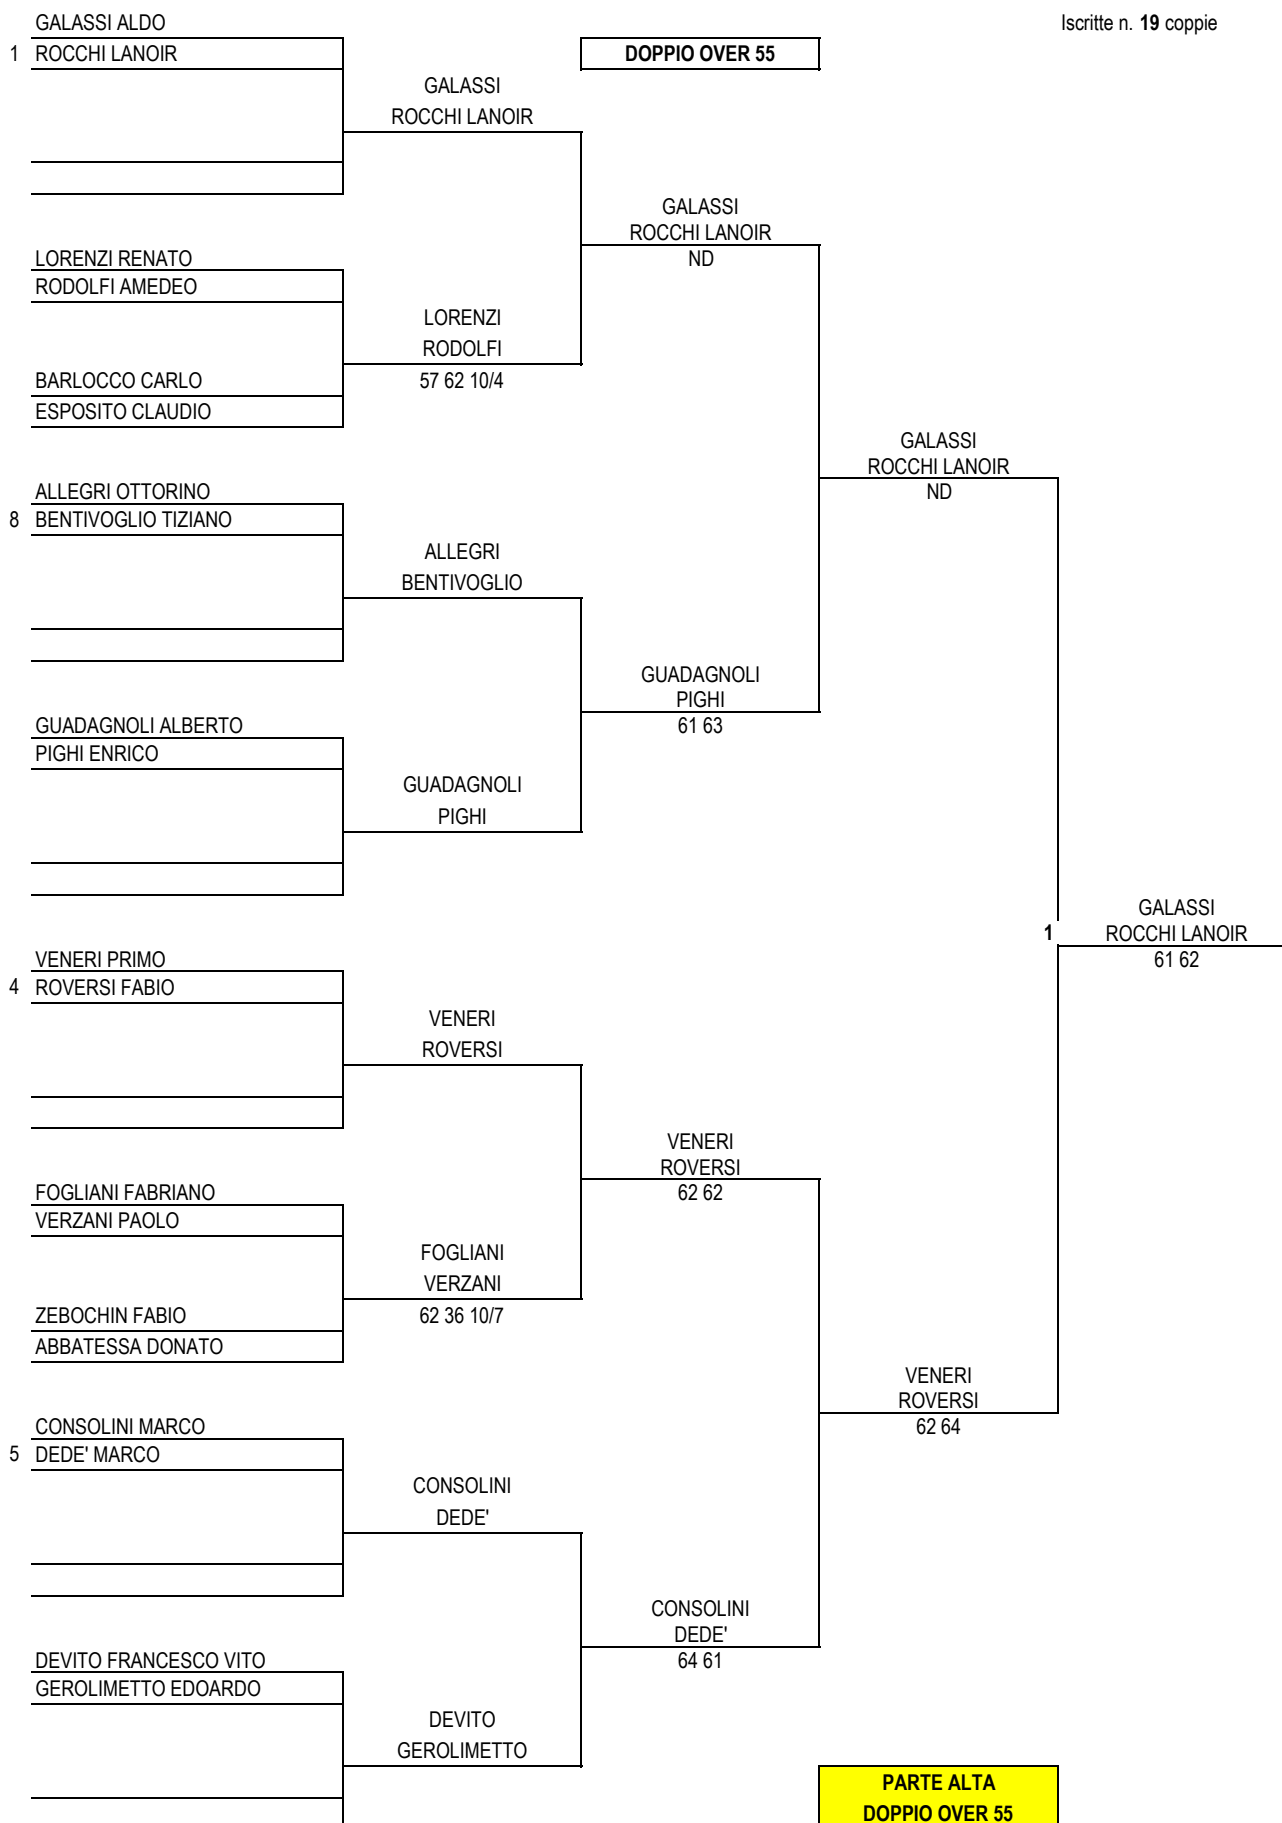 GALASSI ALDO
Iscritte n. 19 coppie
1 ROCCHI LANOIR
DOPPIO OVER 55
GALASSI
ROCCHI LANOIR
GALASSI
ROCCHI LANOIR
ND
LORENZI RENATO
RODOLFI AMEDEO
LORENZI
RODOLFI
57 62 10/4
BARLOCCO CARLO
ESPOSITO CLAUDIO
GALASSI
ROCCHI LANOIR
ND
ALLEGRI OTTORINO
8 BENTIVOGLIO TIZIANO
ALLEGRI
BENTIVOGLIO
GUADAGNOLI
PIGHI
61 63
GUADAGNOLI ALBERTO
PIGHI ENRICO
GUADAGNOLI
PIGHI
GALASSI
1 ROCCHI LANOIR
61 62
VENERI PRIMO
4 ROVERSI FABIO
VENERI
ROVERSI
VENERI
ROVERSI
62 62
FOGLIANI FABRIANO
VERZANI PAOLO
FOGLIANI
VERZANI
62 36 10/7
ZEBOCHIN FABIO
ABBATESSA DONATO
VENERI
ROVERSI
62 64
CONSOLINI MARCO
5 DEDE' MARCO
CONSOLINI
DEDE'
CONSOLINI
DEDE'
64 61
DEVITO FRANCESCO VITO
GEROLIMETTO EDOARDO
DEVITO
GEROLIMETTO
PARTE ALTA
DOPPIO OVER 55